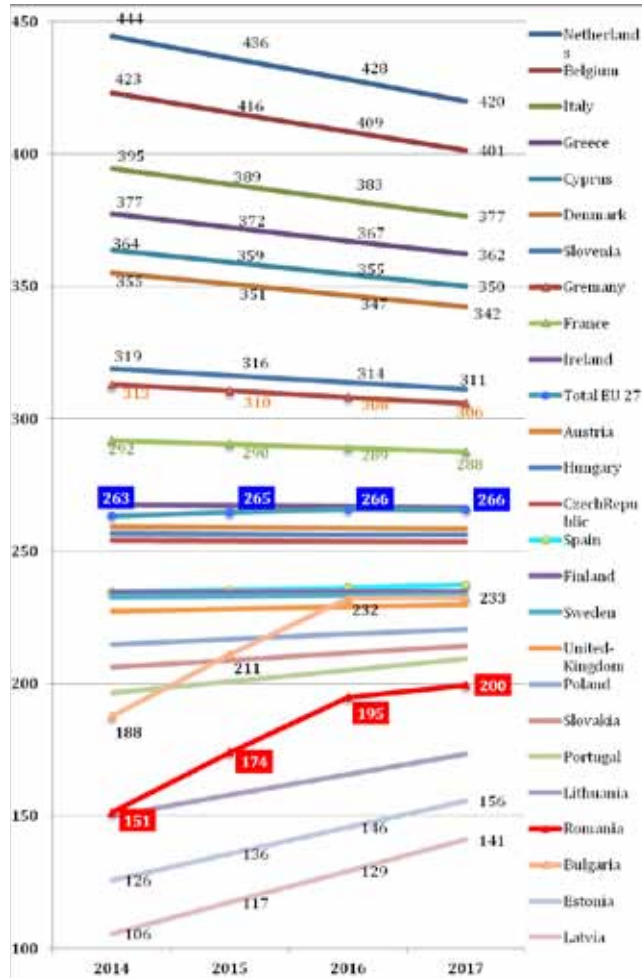 450
400
350
300
250
200
150
100
444
436
428
420
423
416
409
401
395
389
383
377
377
372
367
362
364
359
355
350
355
351
347
342
319
316
314
311
313
310
308
306
292
290
289
288
263
265
266
266
188
211
232
233
151
174
195
200
126
136
146
156
106
117
129
141
2014
2015
2016
2017
Netherland
s
Belgium
Italy
Greece
Cyprus
Denmark
Slovenia
Gremany
France
Ireland
Total EU 27
Austria
Hungary
CzechRepu
blic
Spain
Finland
Sweden
United-
Kingdom
Poland
Slovakia
Portugal
Lithuania
Romania
Bulgaria
Estonia
Latvia